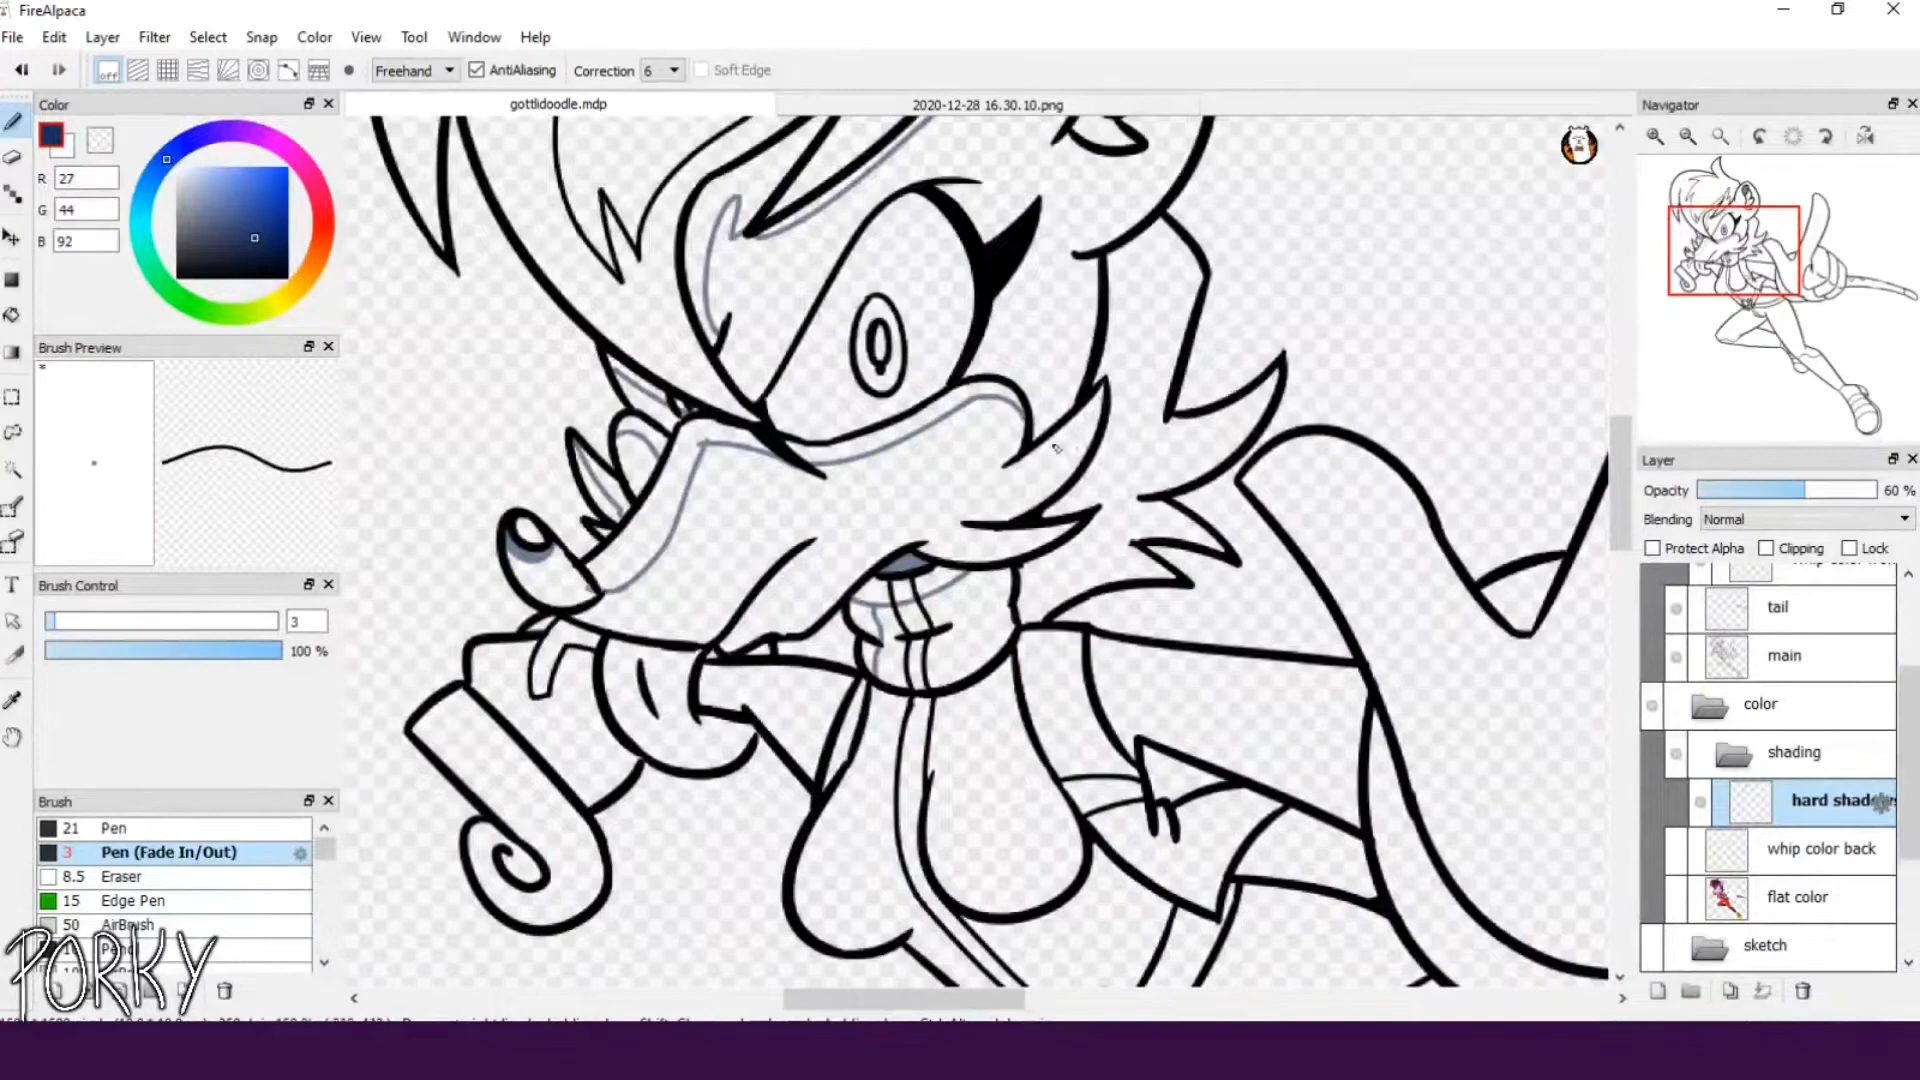 FireAlpaca
File Edit Layer Filter Select Snap Color View Tool Window Help
off Freehand AntiAliasing Correction 6 Soft Edge
Color
gottlidoodle.mdp
2020-12-28 16.30.10.png
Navigator
R 27
G 44
B 92
Brush Preview
Layer
Opacity 60 %
Blending Normal
Protect Alpha Clipping Lock
tail
main
color
shading
hard shad
whip color back
flat color
sketch
Brush Control
3
100 %
Brush
21 Pen
3 Pen (Fade In/Out)
8.5 Eraser
15 Edge Pen
50 AirBrush
PORKY